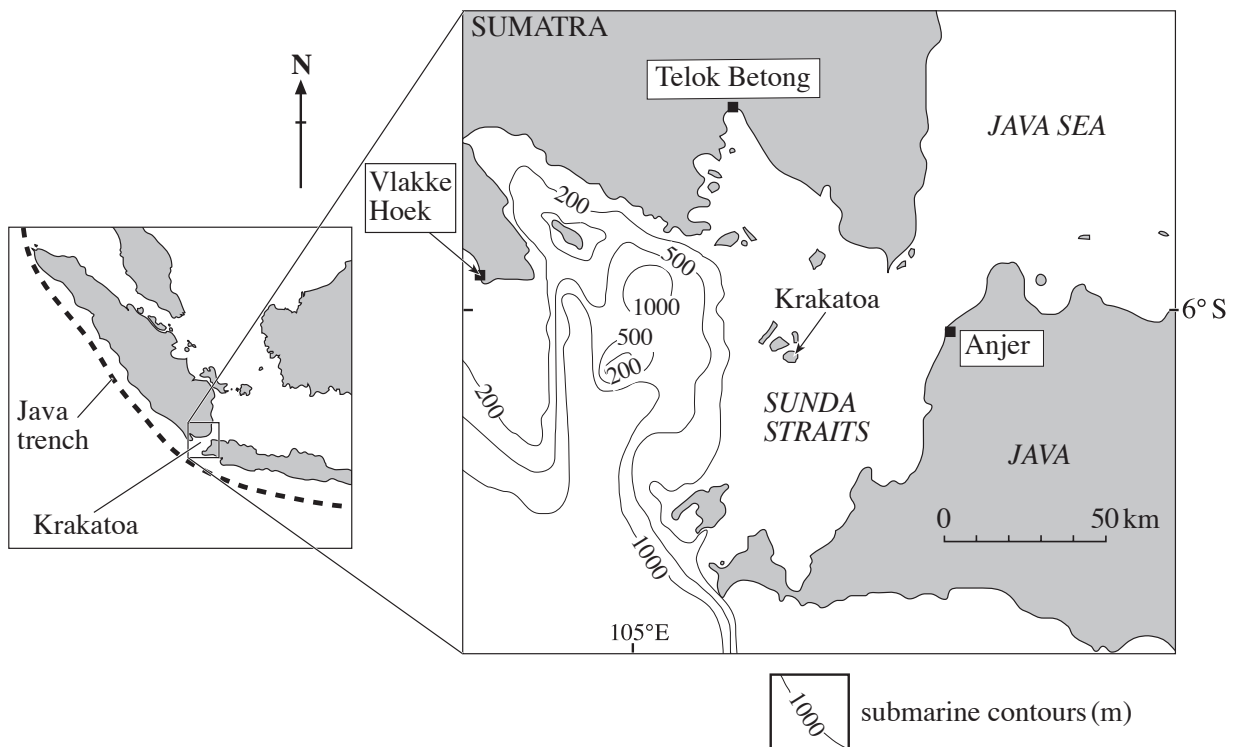 SUMATRA
Telok Betong
JAVA SEA
N
Vlakke
Hoek
200
500
1000
Krakatoa
6° S
500
200
Anjer
200
SUNDA
STRAITS
Java
trench
JAVA
Krakatoa
0 50 km
1000
105°E
1000
submarine contours (m)